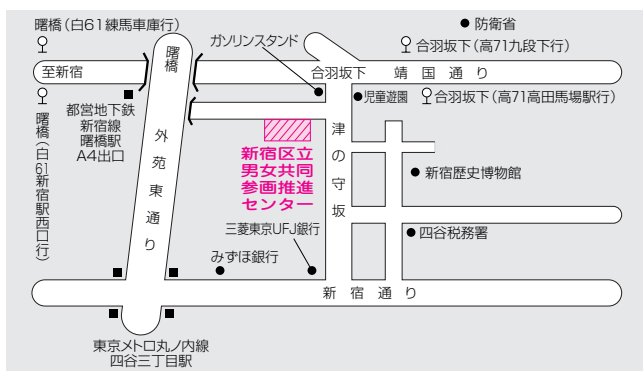 曙橋(白61練馬車庫行)
防衛省
ガソリンスタンド
合羽坂下(高71九段下行)
曙橋
至新宿
合羽坂下
靖国通り
都営地下鉄
新宿線
曙橋駅
A4出口
児童遊園
合羽坂下(高71高田馬場駅行)
曙橋(白61新宿駅西口行)
外苑東通り
新宿区立
男女共同
参画推進
センター
津の守坂
新宿歴史博物館
三菱東京UFJ銀行
四谷税務署
みずほ銀行
新宿通り
東京メトロ丸ノ内線
四谷三丁目駅